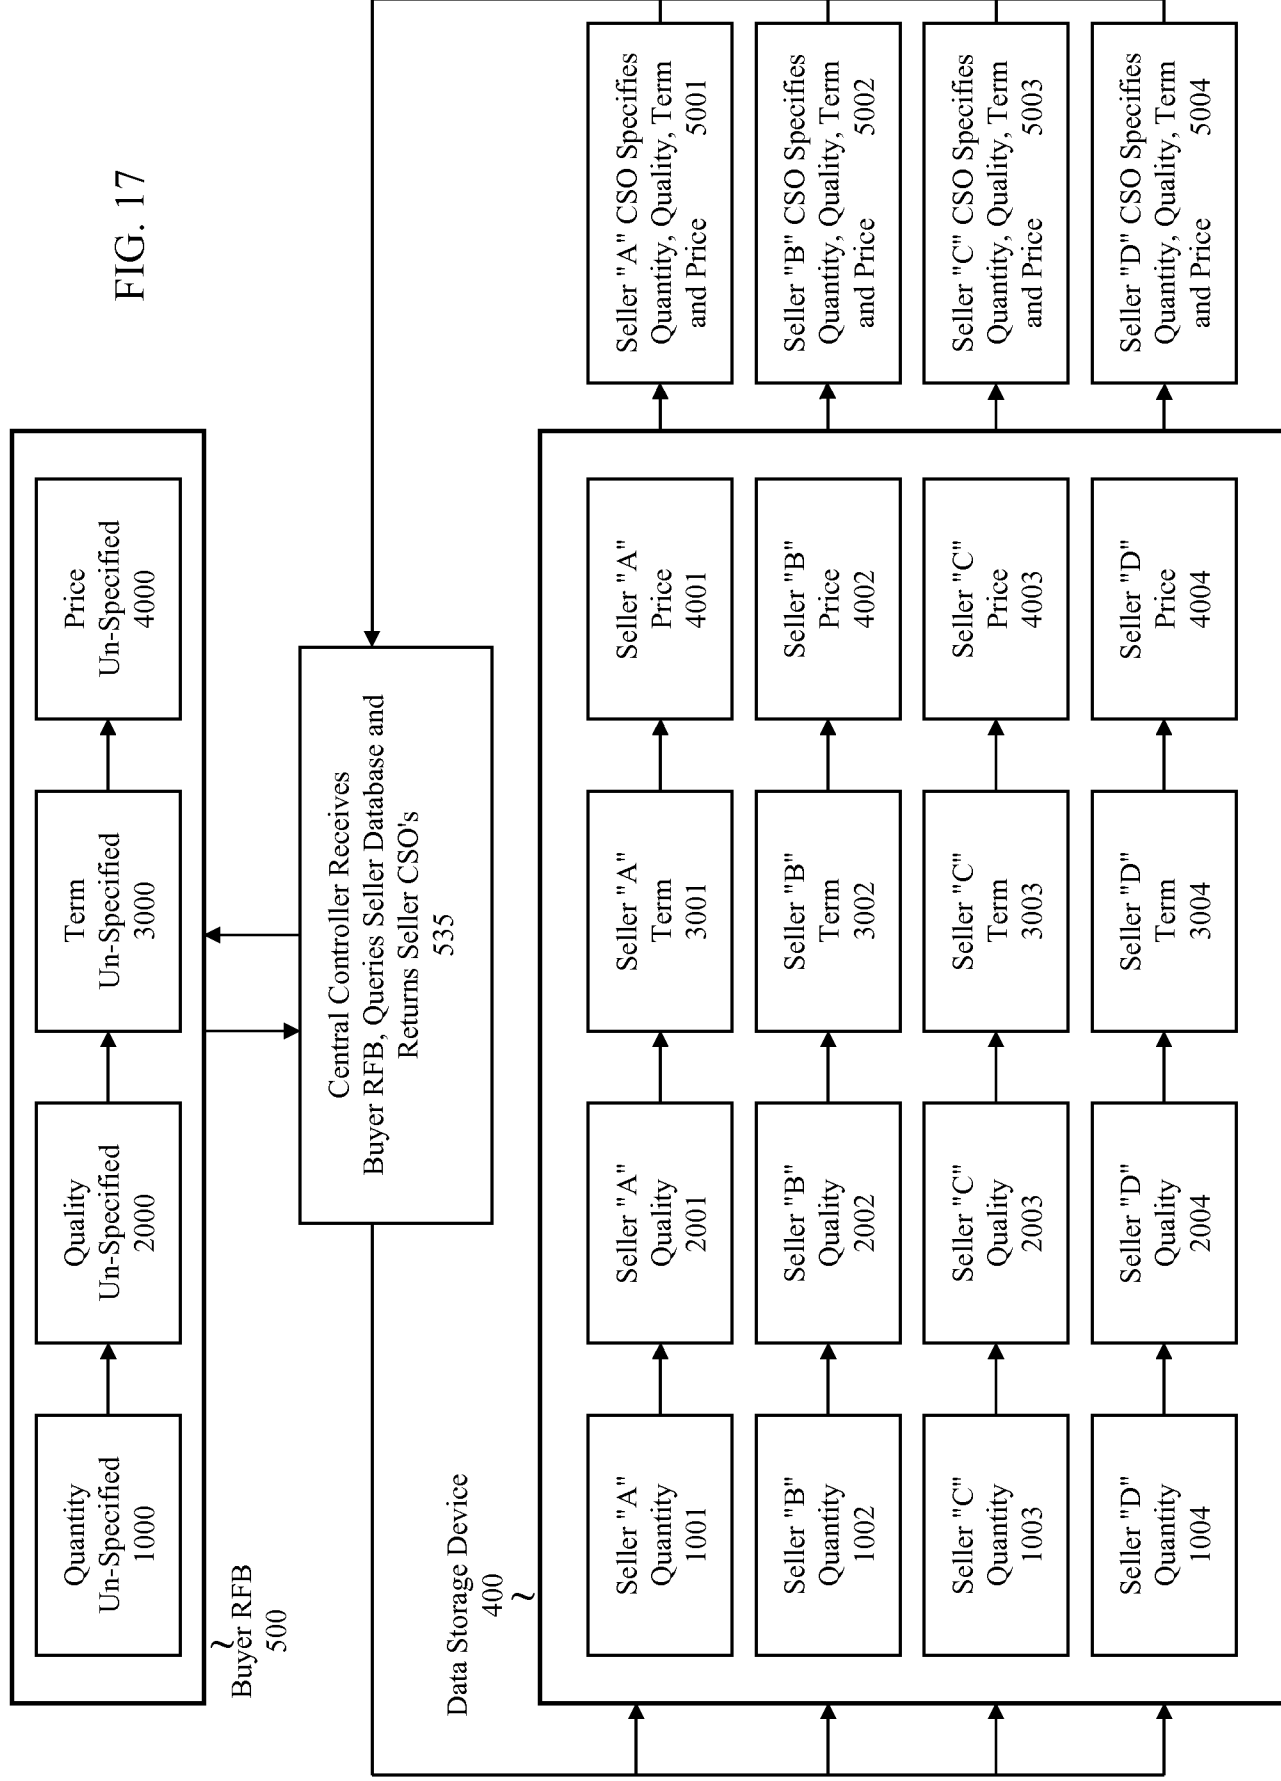 FIG. 17
Quantity
Un-Specified
1000
Quality
Un-Specified
2000
Term
Un-Specified
3000
Price
Un-Specified
4000
Buyer RFB
500
Central Controller Receives
Buyer RFB, Queries Seller Database and
Returns Seller CSO's
535
Data Storage Device
400
Seller "A"
Quantity
1001
Seller "A"
Quality
2001
Seller "A"
Term
3001
Seller "A"
Price
4001
Seller "A" CSO Specifies
Quantity, Quality, Term
and Price 5001
Seller "B"
Quantity
1002
Seller "B"
Quality
2002
Seller "B"
Term
3002
Seller "B"
Price
4002
Seller "B" CSO Specifies
Quantity, Quality, Term
and Price 5002
Seller "C"
Quantity
1003
Seller "C"
Quality
2003
Seller "C"
Term
3003
Seller "C"
Price
4003
Seller "C" CSO Specifies
Quantity, Quality, Term
and Price 5003
Seller "D"
Quantity
1004
Seller "D"
Quality
2004
Seller "D"
Term
3004
Seller "D"
Price
4004
Seller "D" CSO Specifies
Quantity, Quality, Term
and Price 5004